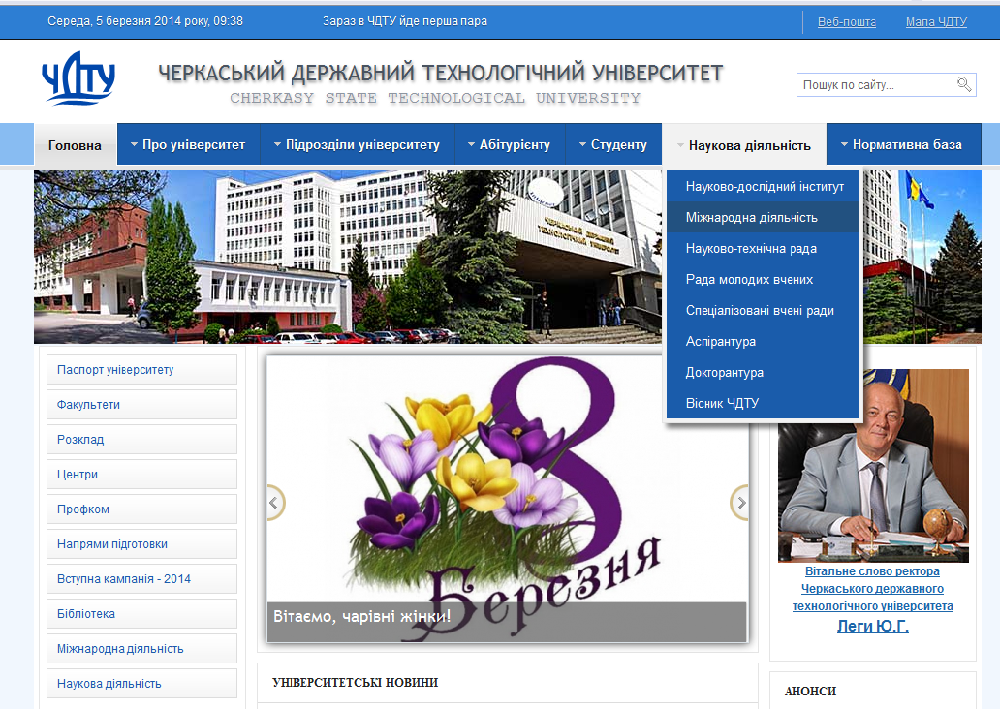 Середа, 5 березня 2014 року, 09:38
Зараз в ЧДТУ йде перша пара
Веб-пошта
Мапа ЧДТУ
ЧДТУ
ЧЕРКАСЬКИЙ ДЕРЖАВНИЙ ТЕХНОЛОГІЧНИЙ УНІВЕРСИТЕТ
CHERKASY STATE TECHNOLOGICAL UNIVERSITY
Пошук по сайту...
Головна
Про університет
Підрозділи університету
Абітурієнту
Студенту
Наукова діяльність
Нормативна база
Науково-дослідний інститут
Міжнародна діяльність
Науково-технічна рада
Рада молодих вчених
Спеціалізовані вчені ради
Аспірантура
Докторантура
Вісник ЧДТУ
ЧЕРКАСЬКИЙ ДЕРЖАВНИЙ
ТЕХНОЛОГІЧНИЙ УНІВЕРСИТЕТ
Паспорт університету
Факультети
Розклад
Центри
Профком
Напрями підготовки
Вступна кампанія - 2014
Бібліотека
Міжнародна діяльність
Наукова діяльність
8
Березня
Вітаємо, чарівні жінки!
УНІВЕРСИТЕТСЬКІ НОВИНИ
Вітальне слово ректора
Черкаського державного
технологічного університета
Леги Ю.Г.
АНОНСИ